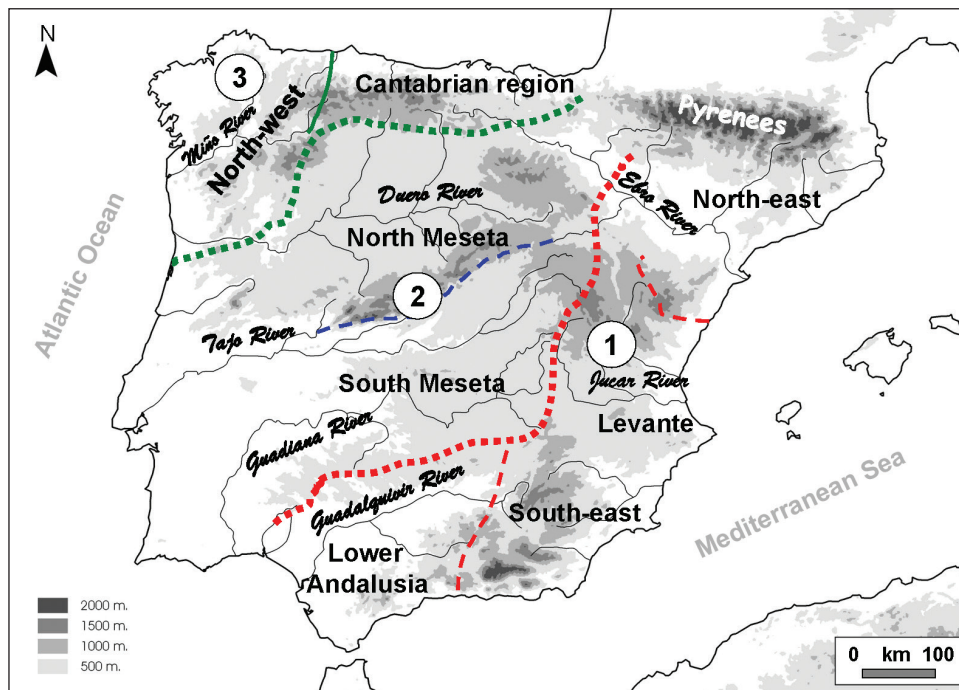 N
3
Cantabrian region
Pyrenees
Miño River
North-west
Ebro River
North-east
Duero River
North Meseta
Atlantic Ocean
2
Tajo River
1
Jucar River
South Meseta
Levante
Guadiana River
Guadalquivir River
South-east
Mediterranean Sea
Lower
Andalusia
2000 m.
1500 m.
1000 m.
500 m.
0 km 100